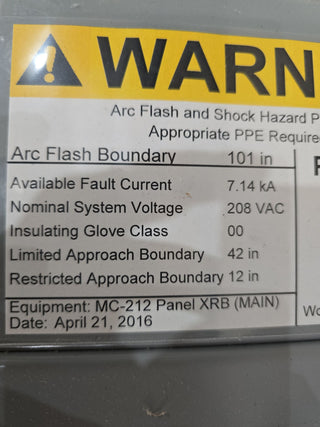 WARN
Arc Flash and Shock Hazard P
Appropriate PPE Require
Arc Flash Boundary 101 in
Available Fault Current 7.14 kA
Nominal System Voltage 208 VAC
Insulating Glove Class 00
Limited Approach Boundary 42 in
Restricted Approach Boundary 12 in
Equipment: MC-212 Panel XRB (MAIN)
Date: April 21, 2016
Wo